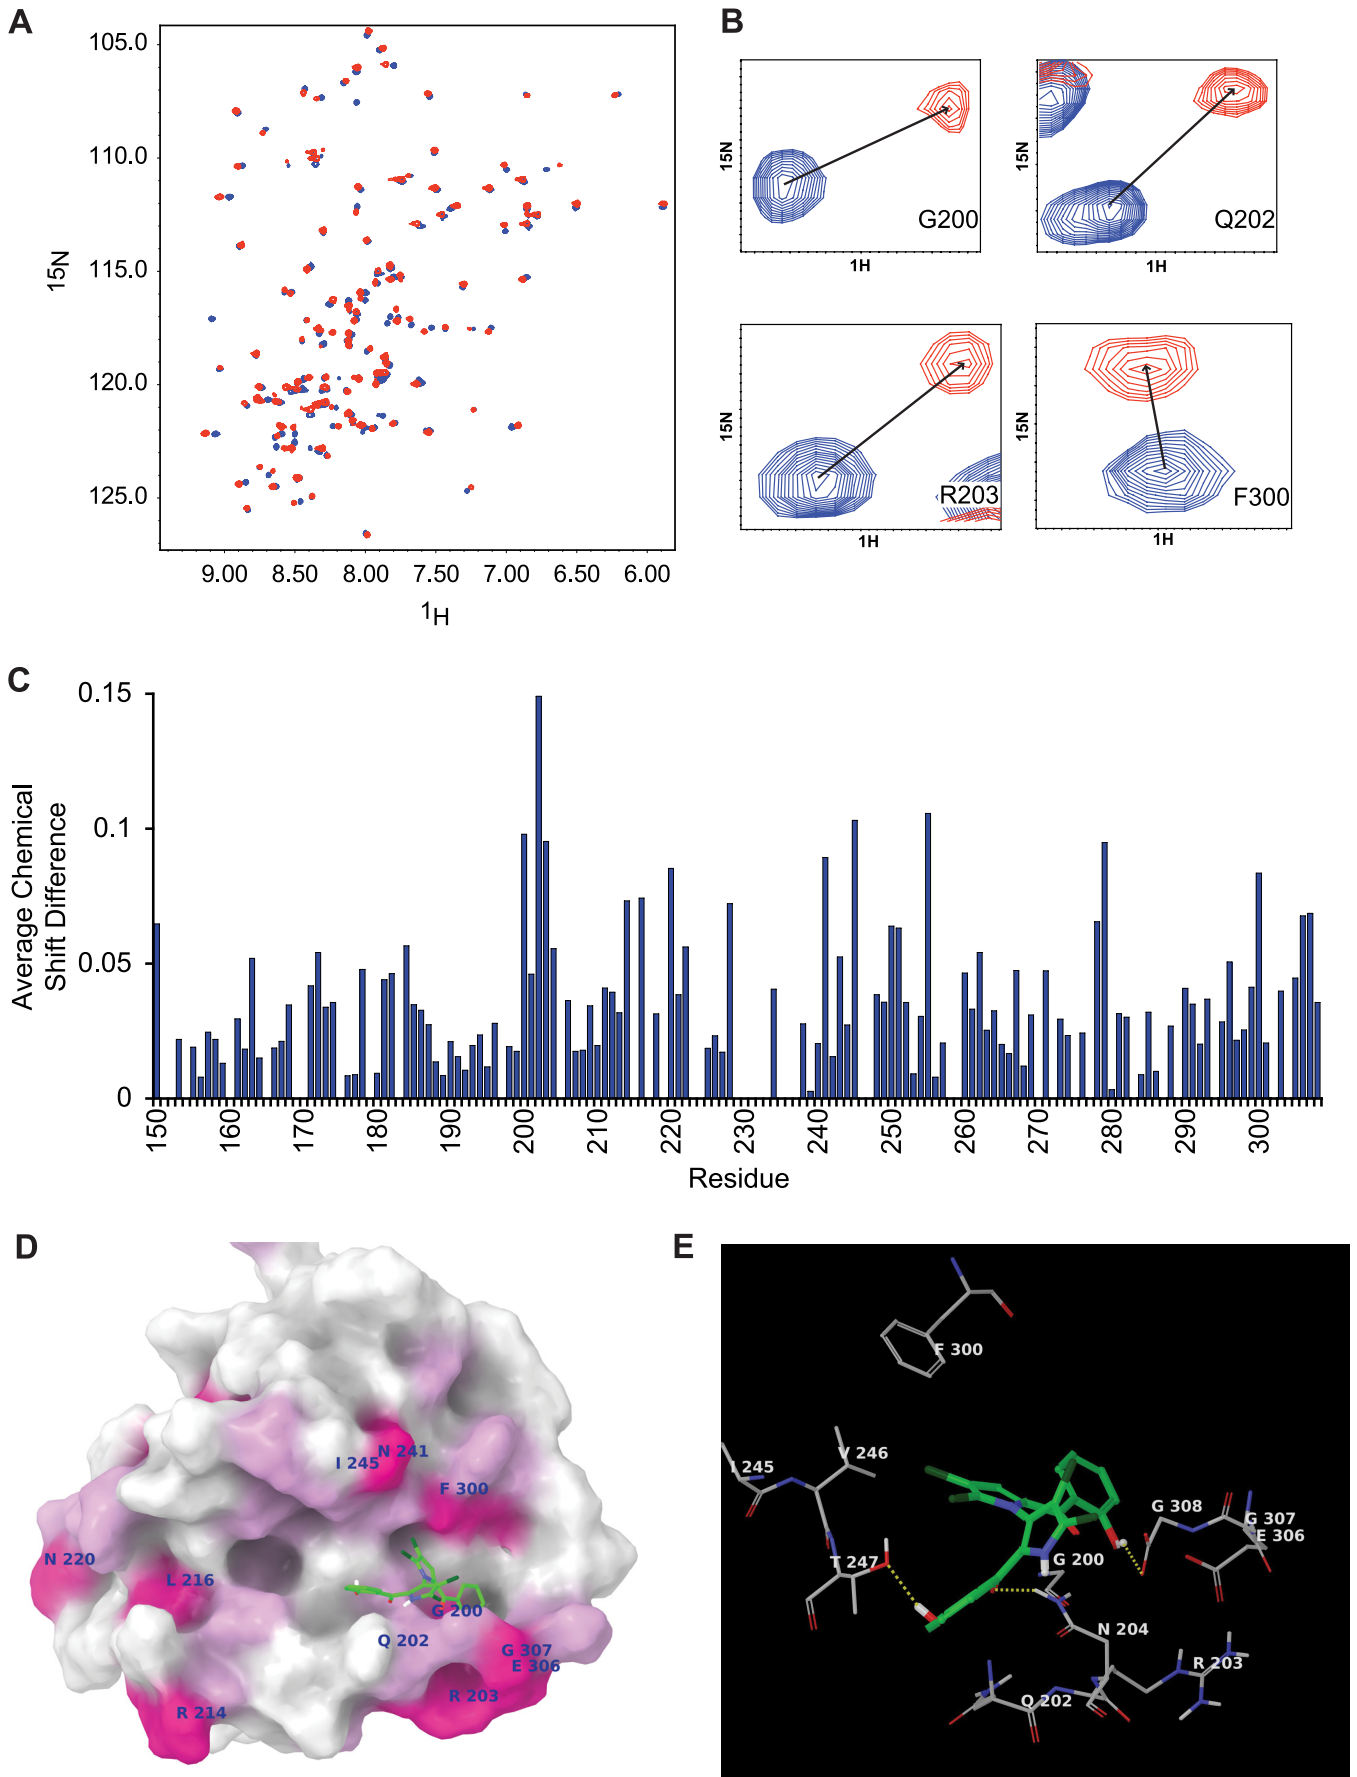 A
105.0
110.0
115.0
120.0
125.0
15N
9.00 8.50 8.00 7.50 7.00 6.50 6.00
1H
B
15N
G200
1H
15N
Q202
1H
15N
R203
1H
15N
F300
1H
C
Average Chemical
Shift Difference
0.15
0.1
0.05
0
150 160 170 180 190 200 210 220 230 240 250 260 270 280 290 300
Residue
D
N 241
I 245
F 300
N 220
L 216
G 200
Q 202
G 307
E 306
R 203
R 214
E
F 300
V 246
I 245
G 308
G 307
E 306
T 247
G 200
N 204
R 203
Q 202